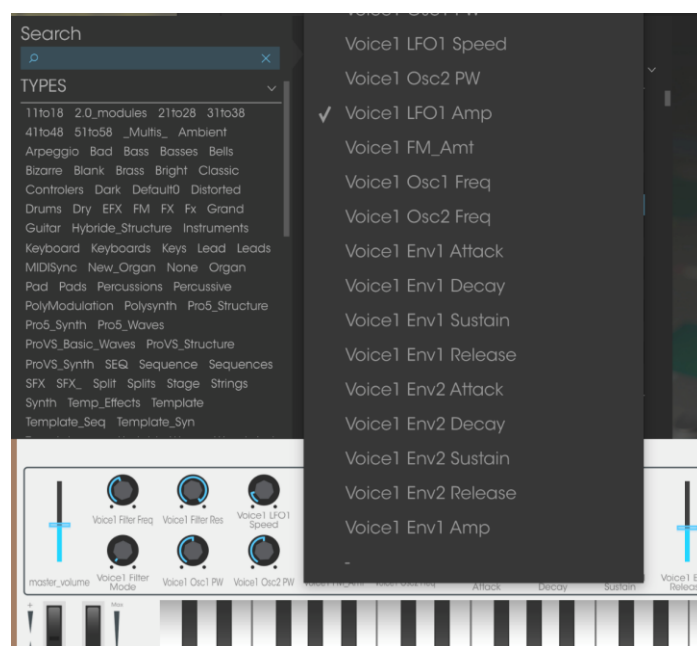 Search
TYPES
11to18 2.0_modules 21to28 31to38
41to48 51to58 _Multis_ Ambient
Arpeggio Bad Bass Basses Bells
Bizarre Blank Brass Bright Classic
Controlers Dark Default0 Distorted
Drums Dry EFX FM FX Fx Grand
Guitar Hybride_Structure Instruments
Keyboard Keyboards Keys Lead Leads
MIDISync New_Organ None Organ
Pad Pads Percussions Percussive
PolyModulation Polysynth Pro5_Structure
Pro5_Synth Pro5_Waves
ProVS_Basic_Waves ProVS_Structure
ProVS_Synth SEQ Sequence Sequences
SFX SFX_ Split Splits Stage Strings
Synth Temp_Effects Template
Template_Seq Template_Syn
Voice1 LFO1 Speed
Voice1 Osc2 PW
Voice1 LFO1 Amp
Voice1 FM_Amt
Voice1 Osc1 Freq
Voice1 Osc2 Freq
Voice1 Env1 Attack
Voice1 Env1 Decay
Voice1 Env1 Sustain
Voice1 Env1 Release
Voice1 Env2 Attack
Voice1 Env2 Decay
Voice1 Env2 Sustain
Voice1 Env2 Release
Voice1 Env1 Amp
-
Voice1 Filter Freq
Voice1 Filter Res
Voice1 LFO1
Speed
master_volume
Voice1 Filter
Mode
Voice1 Osc1 PW
Voice1 Osc2 PW
Attack
Decay
Sustain
Voice1 E
Releas
Max